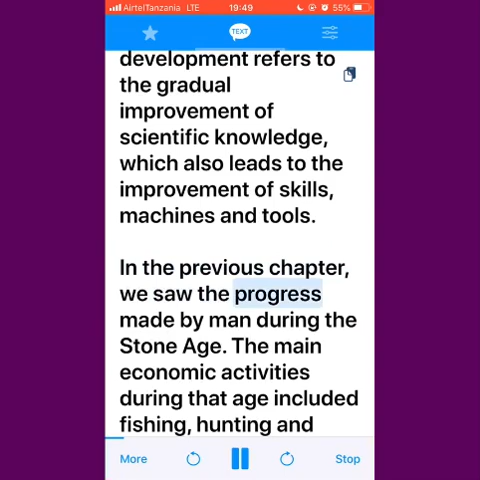 AirtelTanzania LTE 19:49 55%
TEXT
development refers to
the gradual
improvement of
scientific knowledge,
which also leads to the
improvement of skills,
machines and tools.
In the previous chapter,
we saw the progress
made by man during the
Stone Age. The main
economic activities
during that age included
fishing, hunting and
More Stop